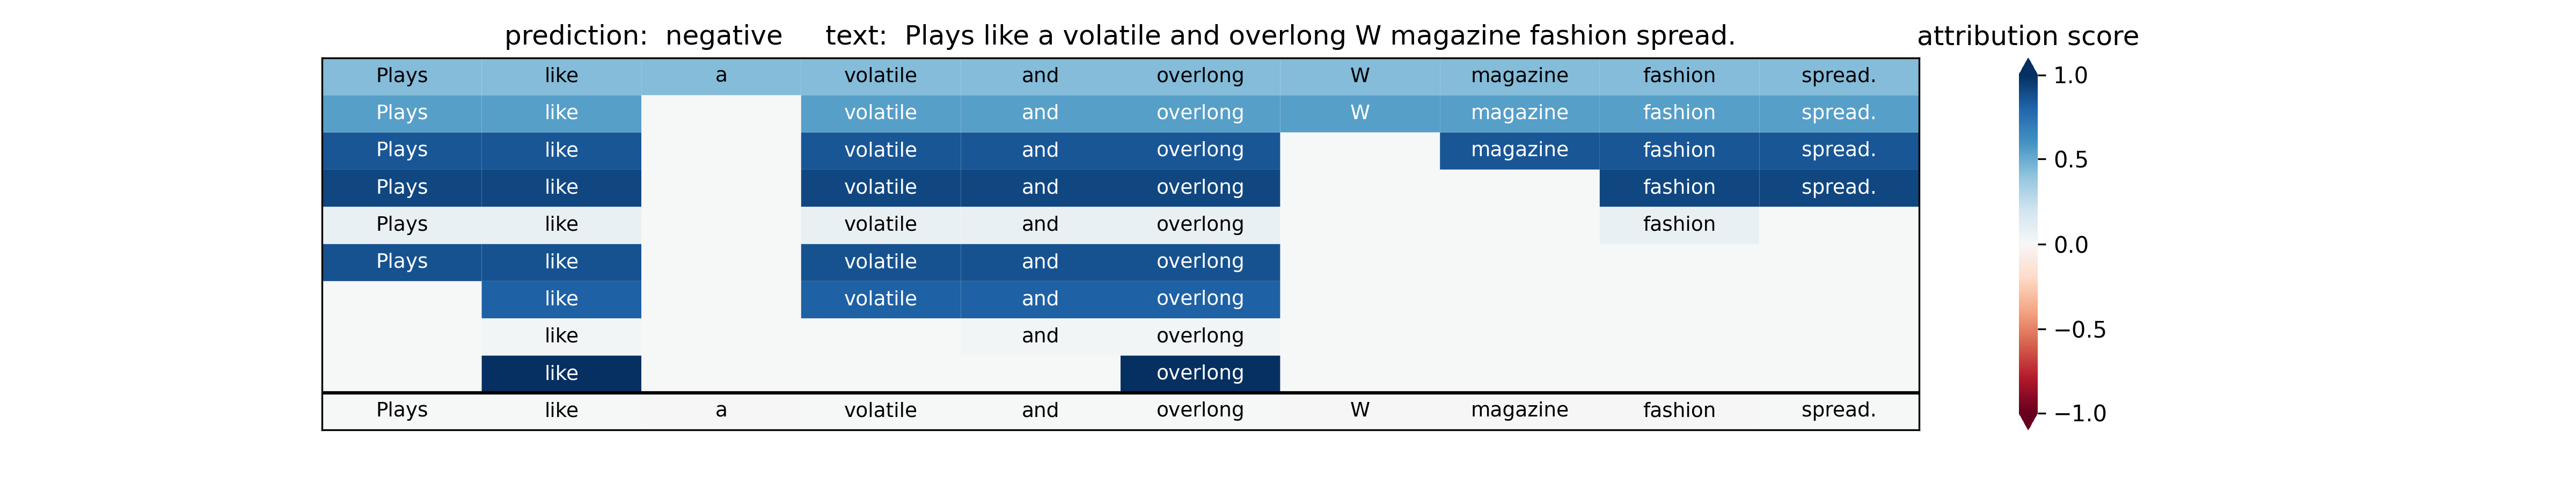 prediction: negative text: Plays like a volatile and overlong W magazine fashion spread.
attribution score
Plays like a volatile and overlong W magazine fashion spread.
Plays like volatile and overlong W magazine fashion spread.
Plays like volatile and overlong magazine fashion spread.
Plays like volatile and overlong fashion spread.
Plays like volatile and overlong fashion
Plays like volatile and overlong
like volatile and overlong
like and overlong
like overlong
Plays like a volatile and overlong W magazine fashion spread.
1.0
0.5
0.0
−0.5
−1.0